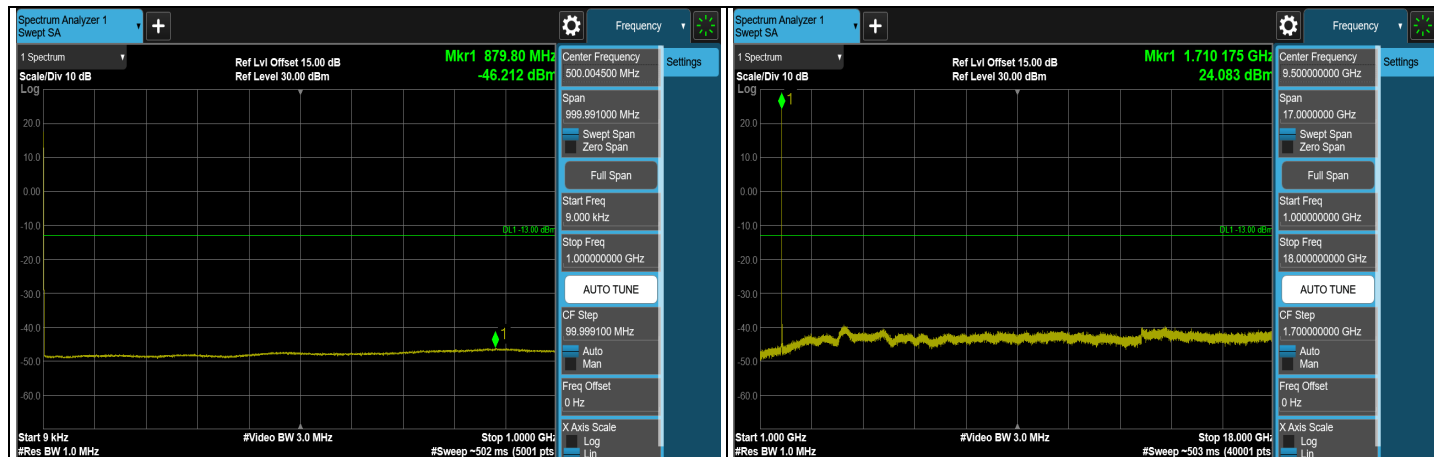 Spectrum Analyzer 1
Swept SA
+
Frequency
1 Spectrum
Scale/Div 10 dB
Log
Ref Lvl Offset 15.00 dB
Ref Level 30.00 dBm
Mkr1 879.80 MHz
-46.212 dBm
20.0
10.0
0.00
-10.0
-20.0
-30.0
-40.0
-50.0
-60.0
DL1 -13.00 dBm
1
Start 9 kHz
#Res BW 1.0 MHz
#Video BW 3.0 MHz
Stop 1.0000 GHz
#Sweep ~502 ms (5001 pts
Center Frequency
500.004500 MHz
Span
999.991000 MHz
Swept Span
Zero Span
Full Span
Start Freq
9.000 kHz
Stop Freq
1.000000000 GHz
AUTO TUNE
CF Step
99.999100 MHz
Auto
Man
Freq Offset
0 Hz
X Axis Scale
Log
Lin
Settings
Spectrum Analyzer 1
Swept SA
+
Frequency
1 Spectrum
Scale/Div 10 dB
Log
Ref Lvl Offset 15.00 dB
Ref Level 30.00 dBm
Mkr1 1.710 175 GHz
24.083 dBm
1
20.0
10.0
0.00
-10.0
-20.0
-30.0
-40.0
-50.0
-60.0
DL1 -13.00 dBm
Start 1.000 GHz
#Res BW 1.0 MHz
#Video BW 3.0 MHz
Stop 18.000 GHz
#Sweep ~503 ms (40001 pts
Center Frequency
9.500000000 GHz
Span
17.0000000 GHz
Swept Span
Zero Span
Full Span
Start Freq
1.000000000 GHz
Stop Freq
18.000000000 GHz
AUTO TUNE
CF Step
1.700000000 GHz
Auto
Man
Freq Offset
0 Hz
X Axis Scale
Log
Lin
Settings